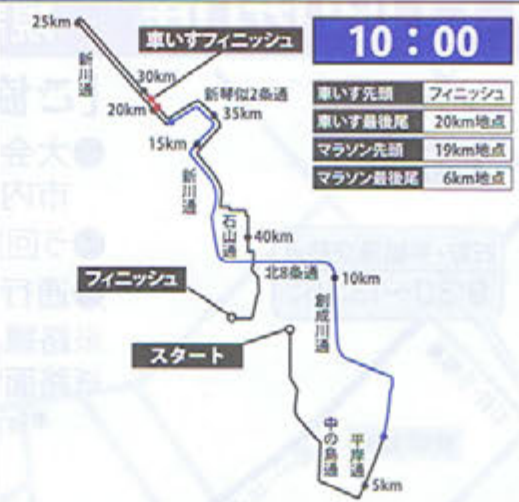 25km
車いすフィニッシュ
10：00
新川通
30km
20km
新琴似2条通
35km
15km
新川通
車いす先頭 フィニッシュ
車いす最後尾 20km地点
マラソン先頭 19km地点
マラソン最後尾 6km地点
石山通
40km
北8条通
10km
フィニッシュ
創成川通
スタート
中の島通
平岸通
5km